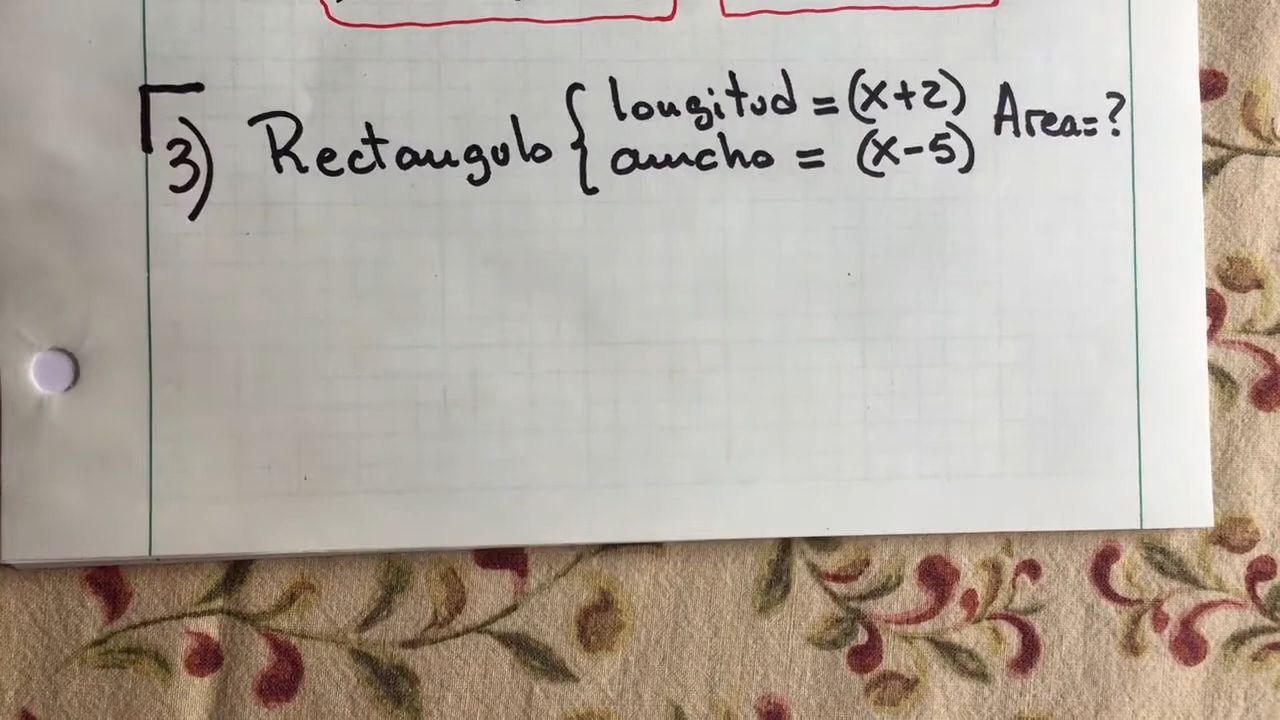 3) Rectangulo { longitud = (x+2) Area=?
ancho = (x-5)